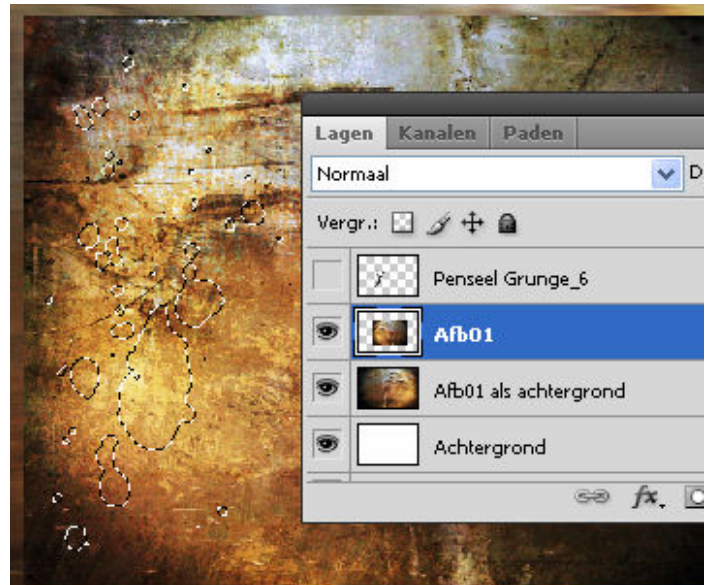 Lagen Kanalen Paden
Normaal D
Vergr.:
Penseel Grunge_6
Afb01
Afb01 als achtergrond
Achtergrond
fx.